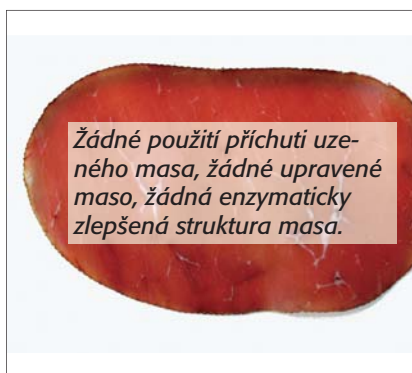 Žádné použití příchuti uze-
ného masa, žádné upravené
maso, žádná enzymaticky
zlepšená struktura masa.